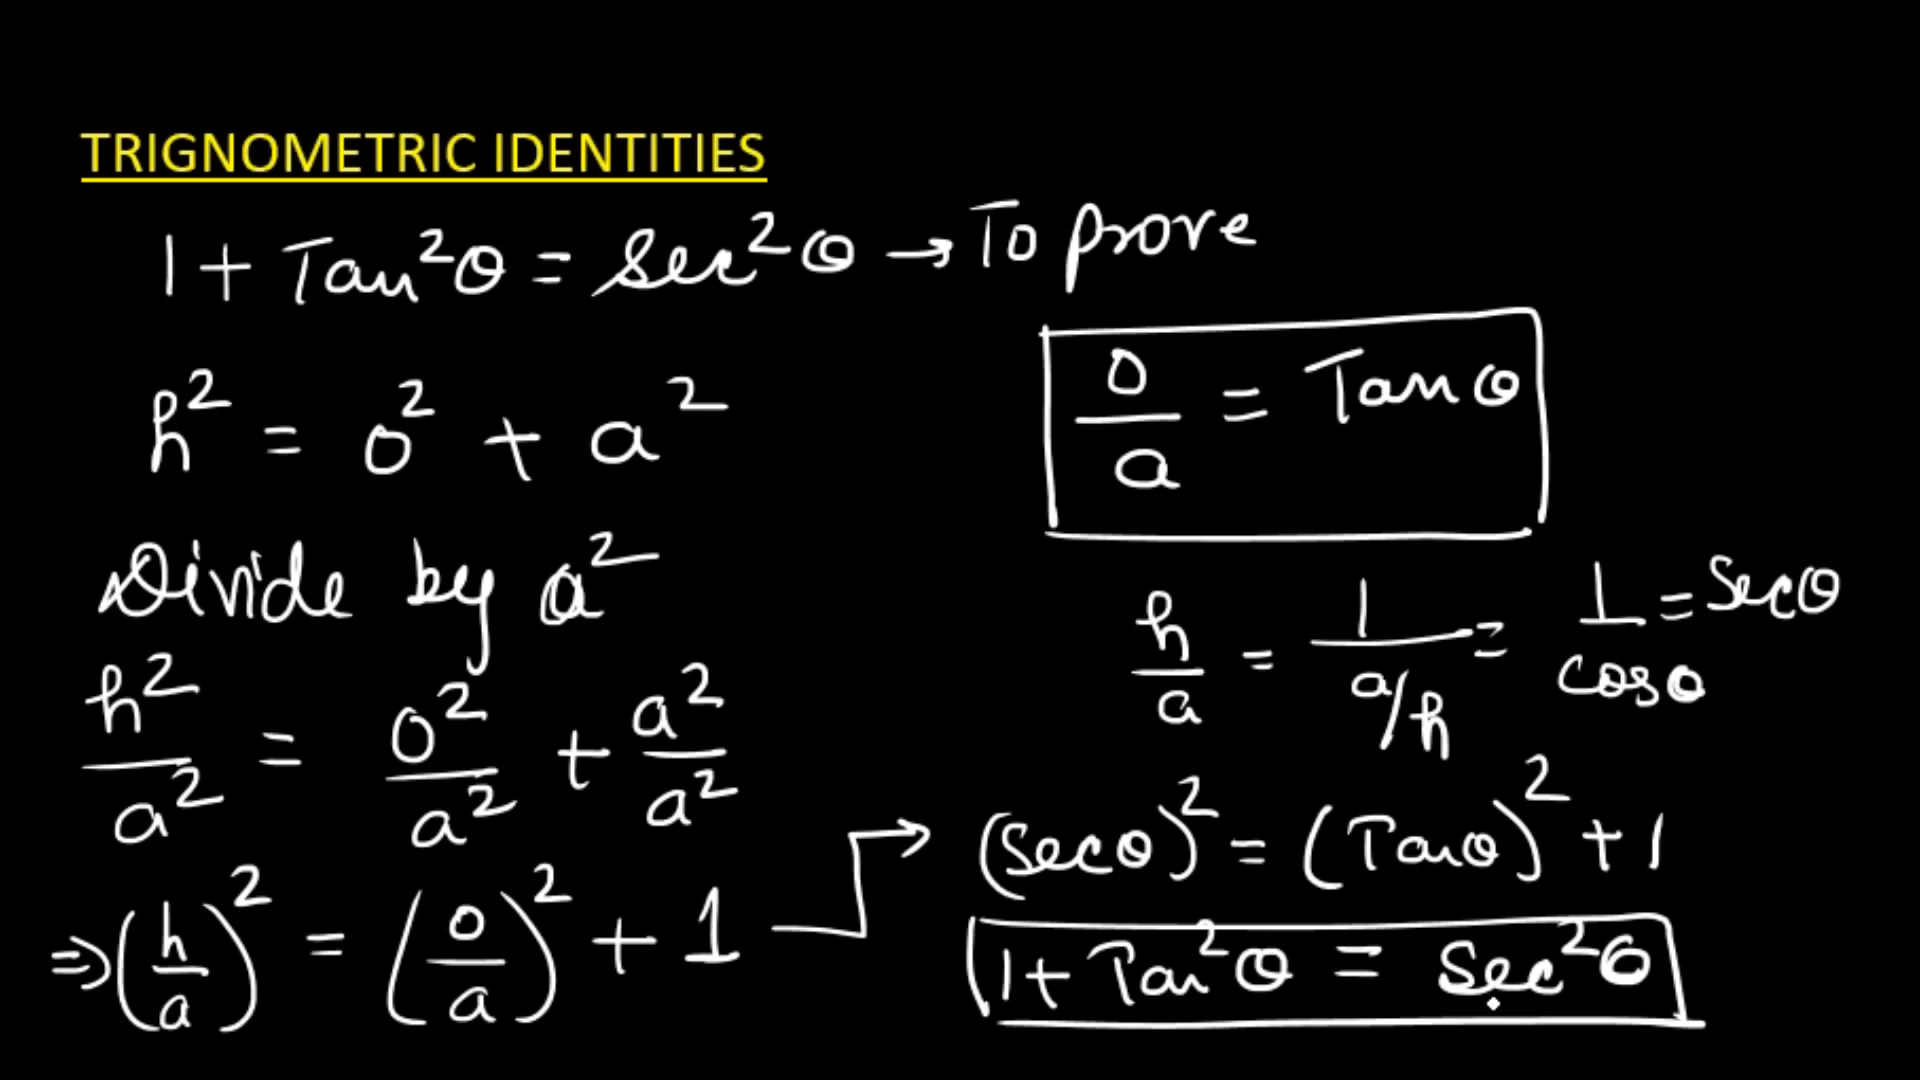 TRIGNOMETRIC IDENTITIES
1 + Tan²θ = Sec²θ → To prove
h² = o² + a²
Divide by a²
h²/a² = o²/a² + a²/a²
⇒ (h/a)² = (o/a)² + 1 →
o/a = Tan θ
h/a = 1/(a/h) = 1/cosθ = Secθ
(Secθ)² = (Tanθ)² + 1
1 + Tan²θ = Sec²θ